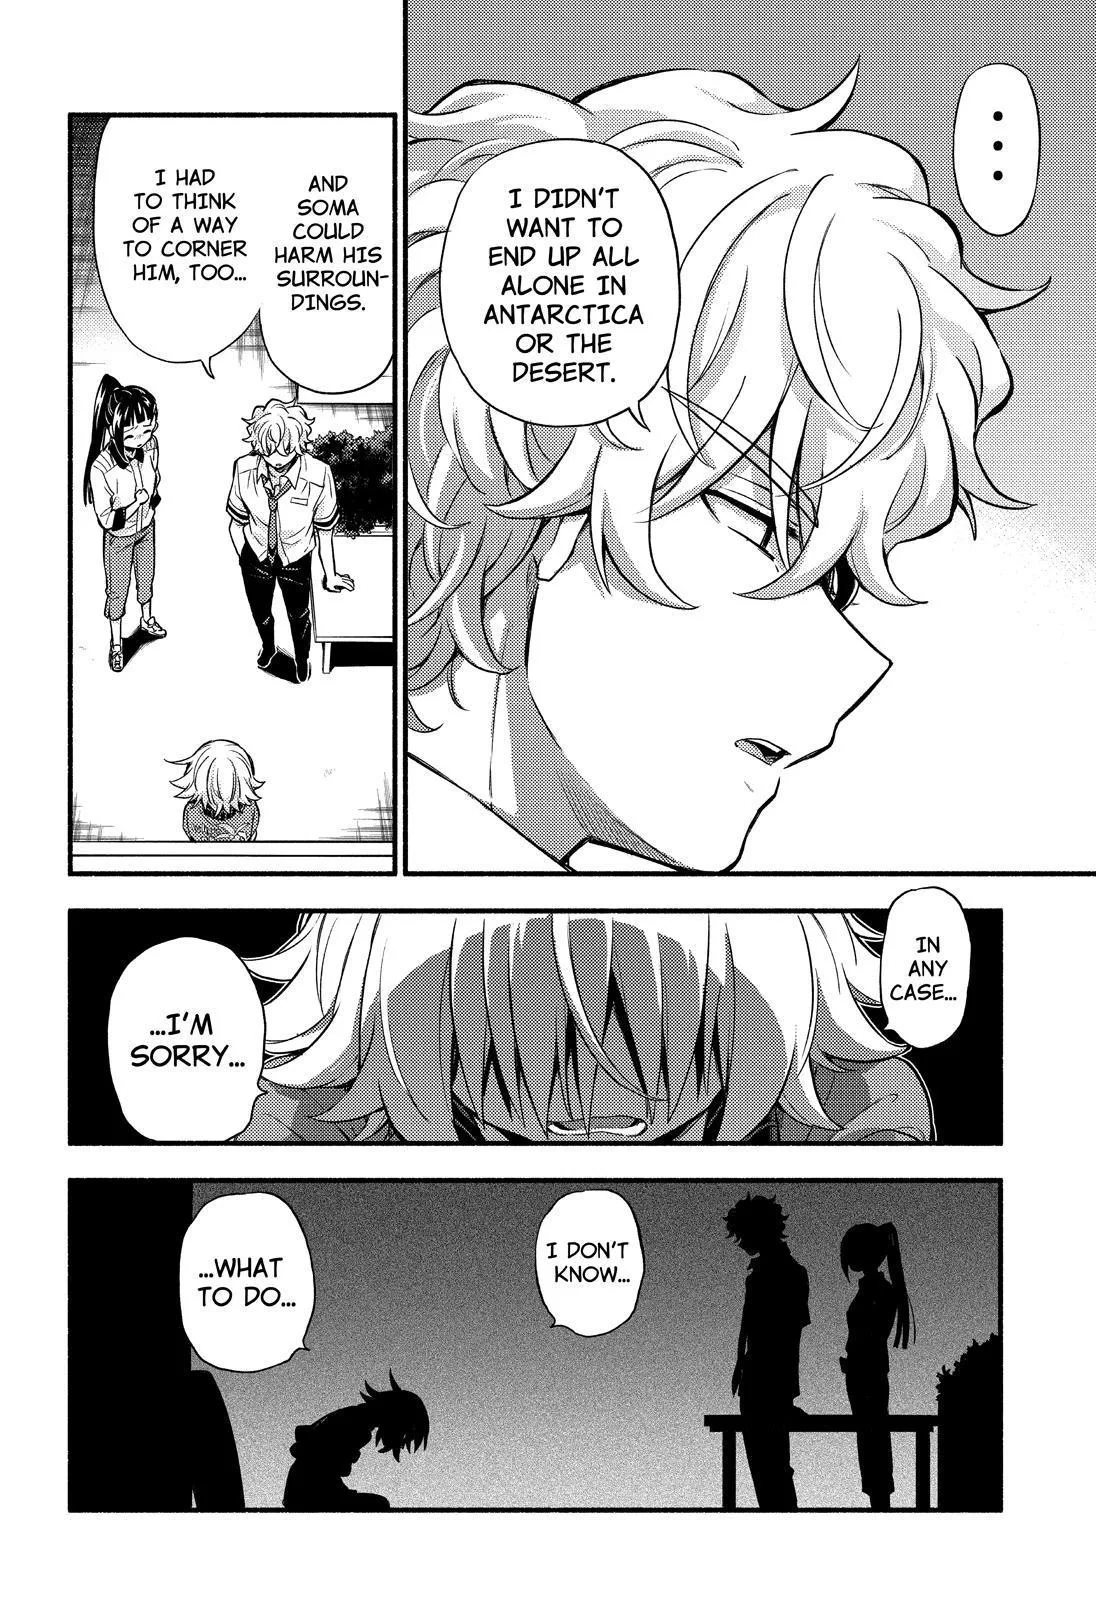 ...
I DIDN'T
WANT TO
END UP ALL
ALONE IN
ANTARCTICA
OR THE
DESERT.
AND
SOMA
COULD
HARM HIS
SURROUN-
DINGS.
I HAD
TO THINK
OF A WAY
TO CORNER
HIM, TOO...
IN
ANY
CASE...
...I'M
SORRY...
I DON'T
KNOW...
...WHAT
TO DO...